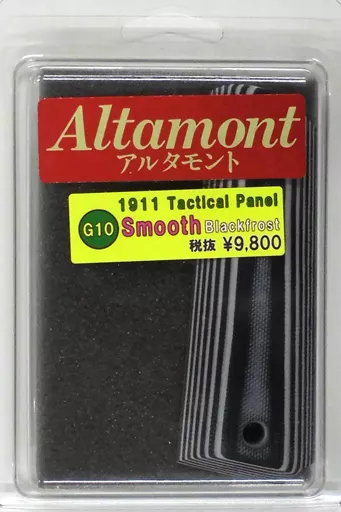 Altamont
アルタモント
1911 Tactical Panel
G10 Smooth Blackfrost
税抜 ¥9,800